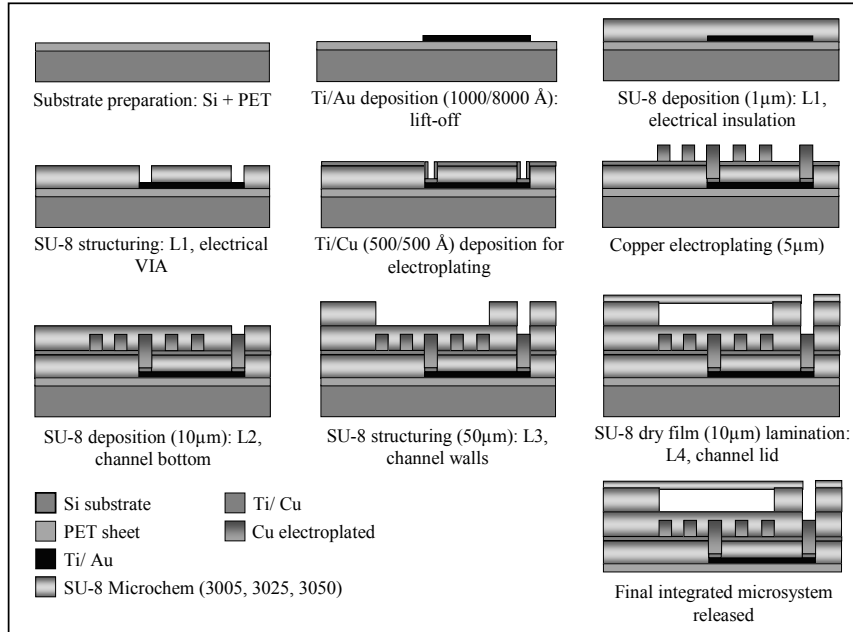 Substrate preparation: Si + PET
Ti/Au deposition (1000/8000 Å):
lift-off
SU-8 deposition (1µm): L1,
electrical insulation
SU-8 structuring: L1, electrical
VIA
Ti/Cu (500/500 Å) deposition for
electroplating
Copper electroplating (5µm)
SU-8 deposition (10µm): L2,
channel bottom
SU-8 structuring (50µm): L3,
channel walls
SU-8 dry film (10µm) lamination:
L4, channel lid
Si substrate
Ti/ Cu
PET sheet
Cu electroplated
Ti/ Au
SU-8 Microchem (3005, 3025, 3050)
Final integrated microsystem
released